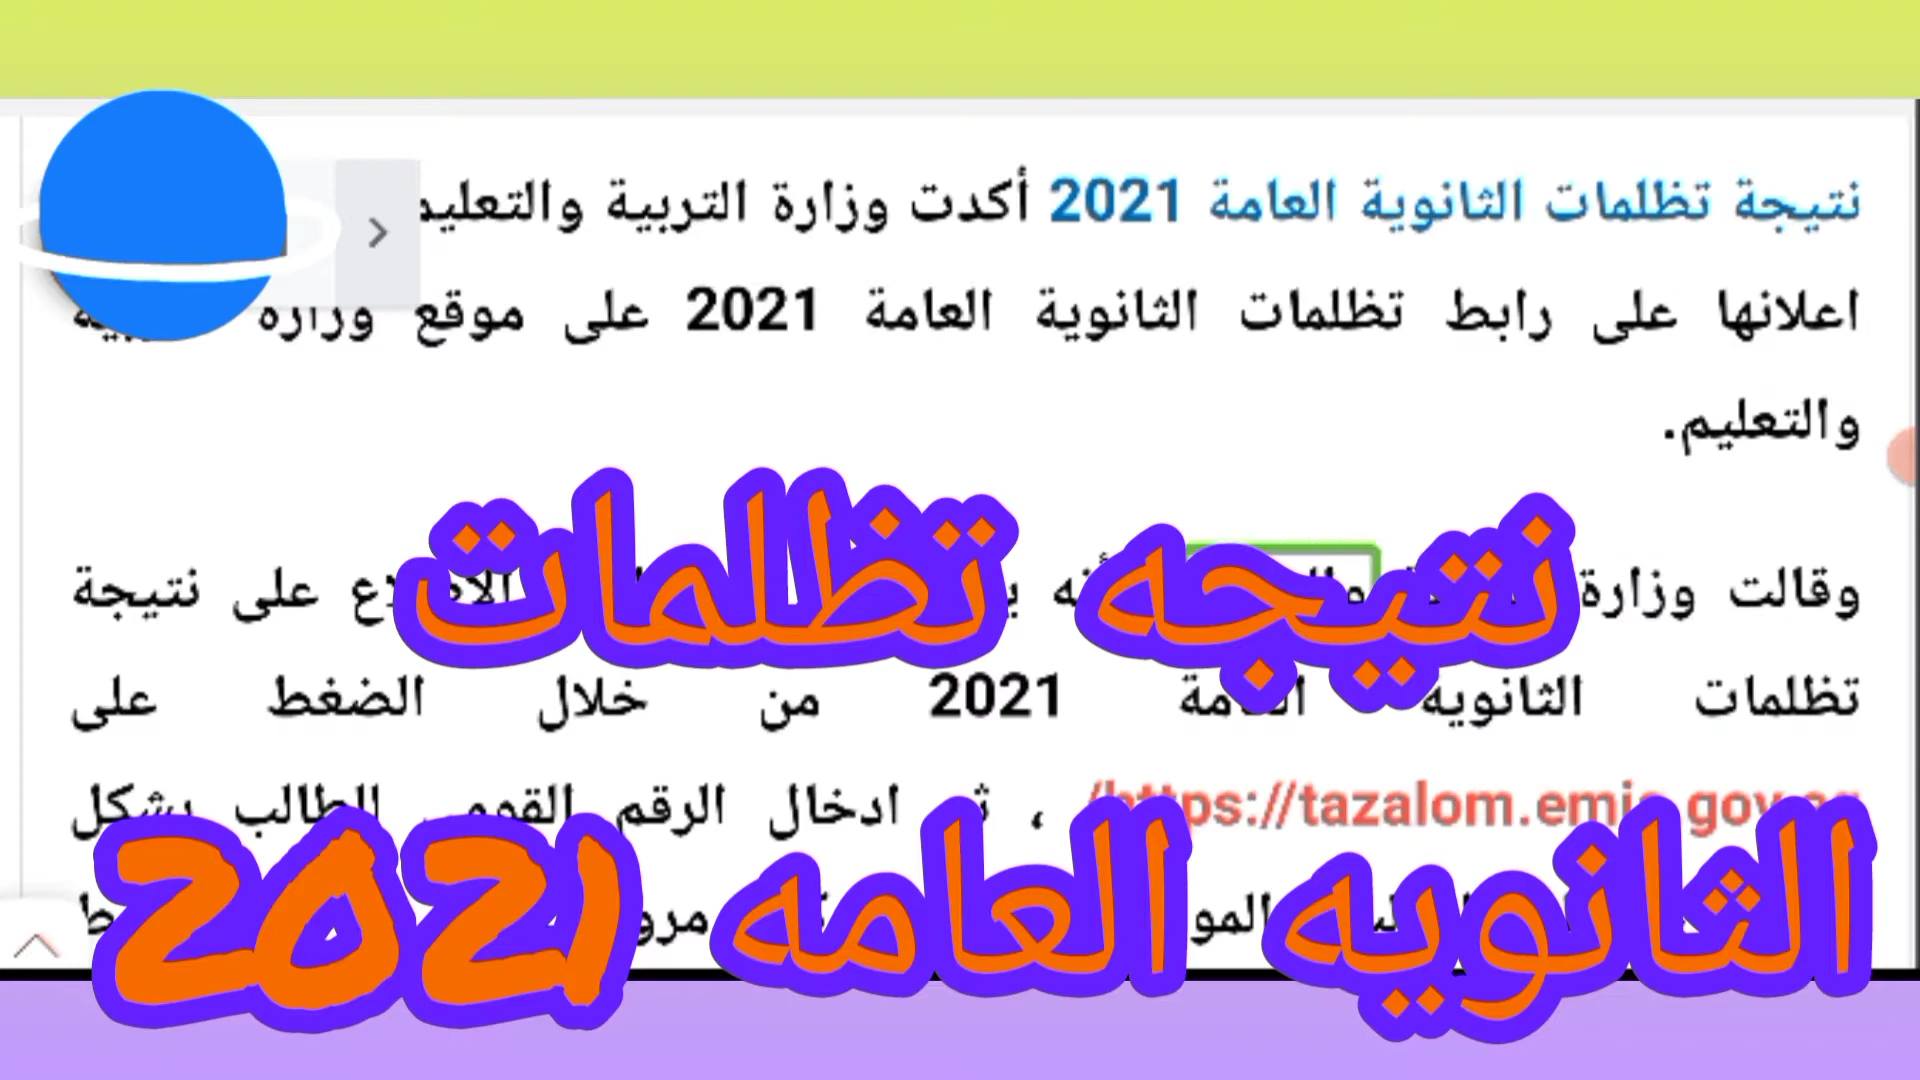 نتيجة تظلمات الثانوية العامة 2021 أكدت وزارة التربية والتعليم
اعلانها على رابط تظلمات الثانوية العامة 2021 على موقع وزارة
والتعليم.
نتيجه تظلمات
وقالت وزارة على نتيجة
تظلمات الثانوية العامة 2021 من خلال الضغط على
، ثم ادخال الرقم القومي للطالب بشكل
الثانويه العامه 2021